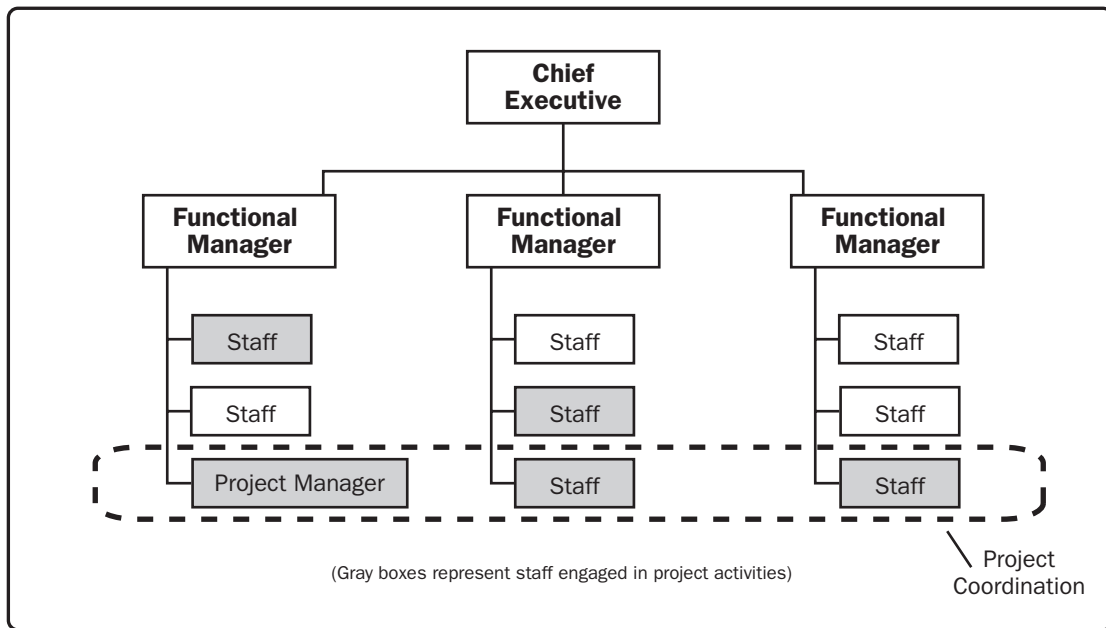 Chief
Executive
Functional
Manager
Functional
Manager
Functional
Manager
Staff
Staff
Staff
Staff
Staff
Staff
Project Manager
Staff
Staff
(Gray boxes represent staff engaged in project activities)
Project
Coordination